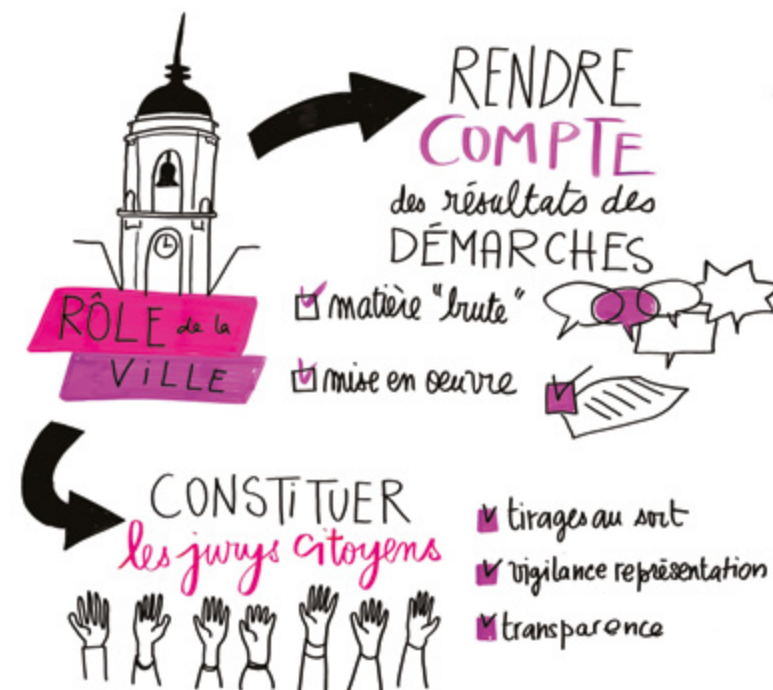 RENDRE
COMPTE
des résultats des
DÉMARCHES
RÔLE de la
VILLE
matière "brute"
mise en oeuvre
CONSTITUER
les jurys citoyens
tirages au sort
vigilance représentation
transparence